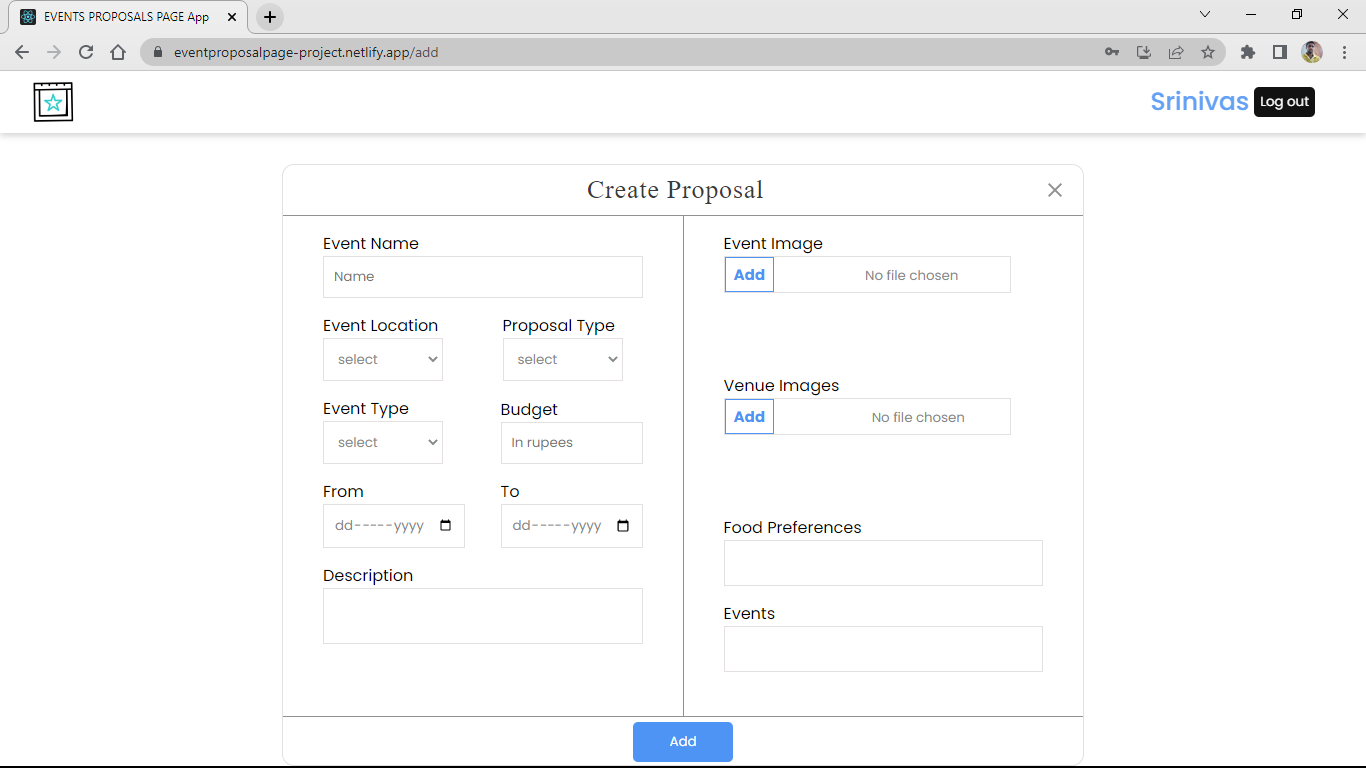 EVENTS PROPOSALS PAGE App
eventproposalpage-project.netlify.app/add
Srinivas Log out
Create Proposal
Event Name
Name
Event Location Proposal Type
select select
Event Type Budget
select In rupees
From To
dd-----yyyy dd-----yyyy
Description
Event Image
Add No file chosen
Venue Images
Add No file chosen
Food Preferences
Events
Add